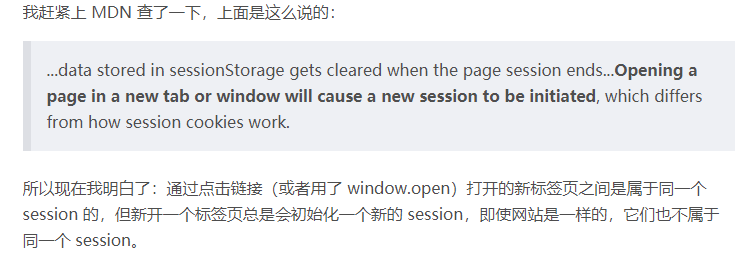 我赶紧上 MDN 查了一下，上面是这么说的：
...data stored in sessionStorage gets cleared when the page session ends...Opening a
page in a new tab or window will cause a new session to be initiated, which differs
from how session cookies work.
所以现在我明白了：通过点击链接（或者用了 window.open）打开的新标签页之间是属于同一个
session 的，但新开一个标签页总是会初始化一个新的 session，即使网站是一样的，它们也不属于
同一个 session。